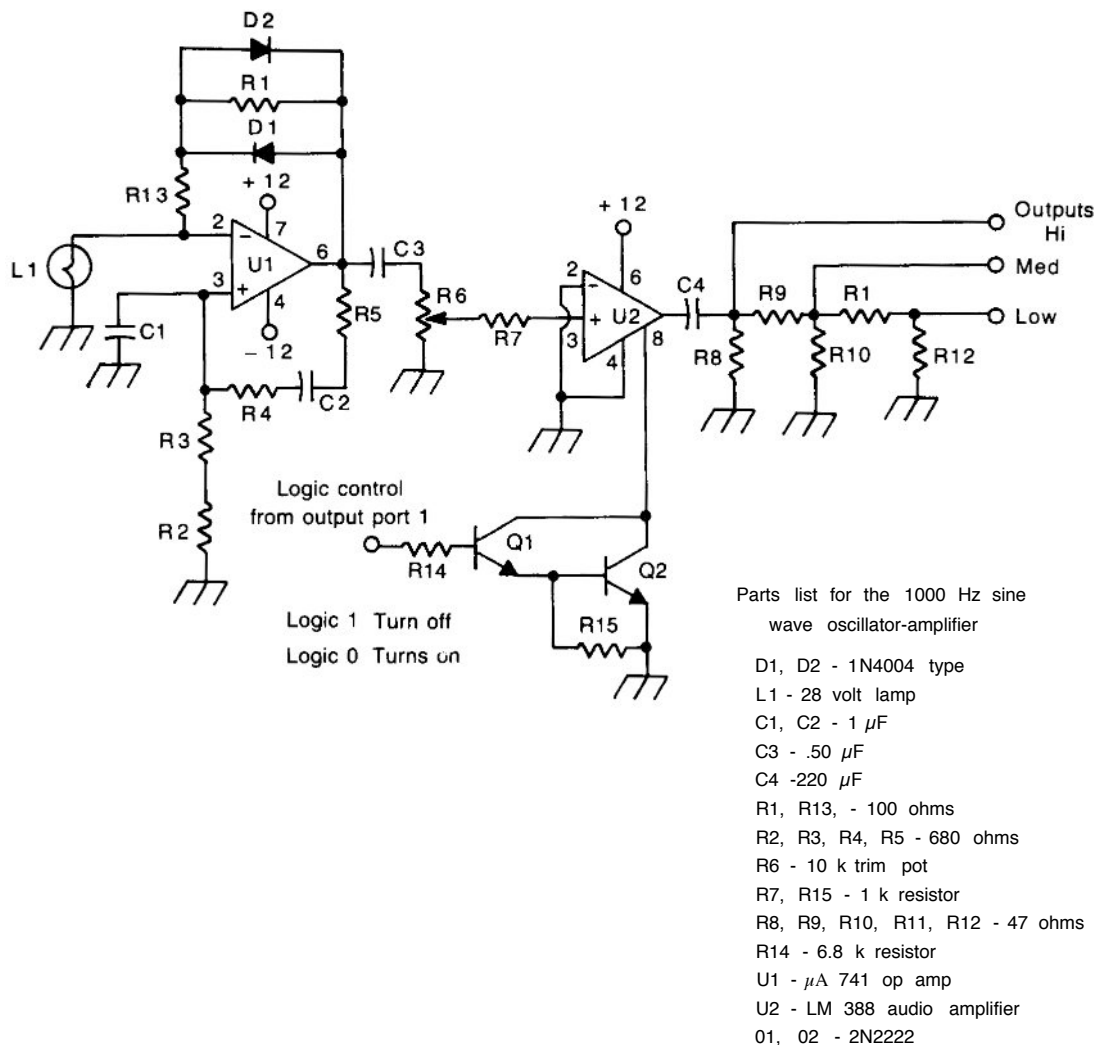 D2
R1
D1
R13
+ 12
2
7
- 
6
C3
U1
L1
3
+
4
R6
R5
C1
− 12
R7
R4
C2
R3
R2
+ 12
2
-
6
C4
U2
+
3
4
8
R9
R1
R8
R10
R12
Outputs
Hi
Med
Low
Logic control
from output port 1
R14
Q1
Q2
R15
Logic 1 Turn off
Logic 0 Turns on
Parts list for the 1000 Hz sine
wave oscillator-amplifier
D1, D2 - 1N4004 type
L1 - 28 volt lamp
C1, C2 - 1 µF
C3 - .50 µF
C4 -220 µF
R1, R13, - 100 ohms
R2, R3, R4, R5 - 680 ohms
R6 - 10 k trim pot
R7, R15 - 1 k resistor
R8, R9, R10, R11, R12 - 47 ohms
R14 - 6.8 k resistor
U1 - µA 741 op amp
U2 - LM 388 audio amplifier
01, 02 - 2N2222